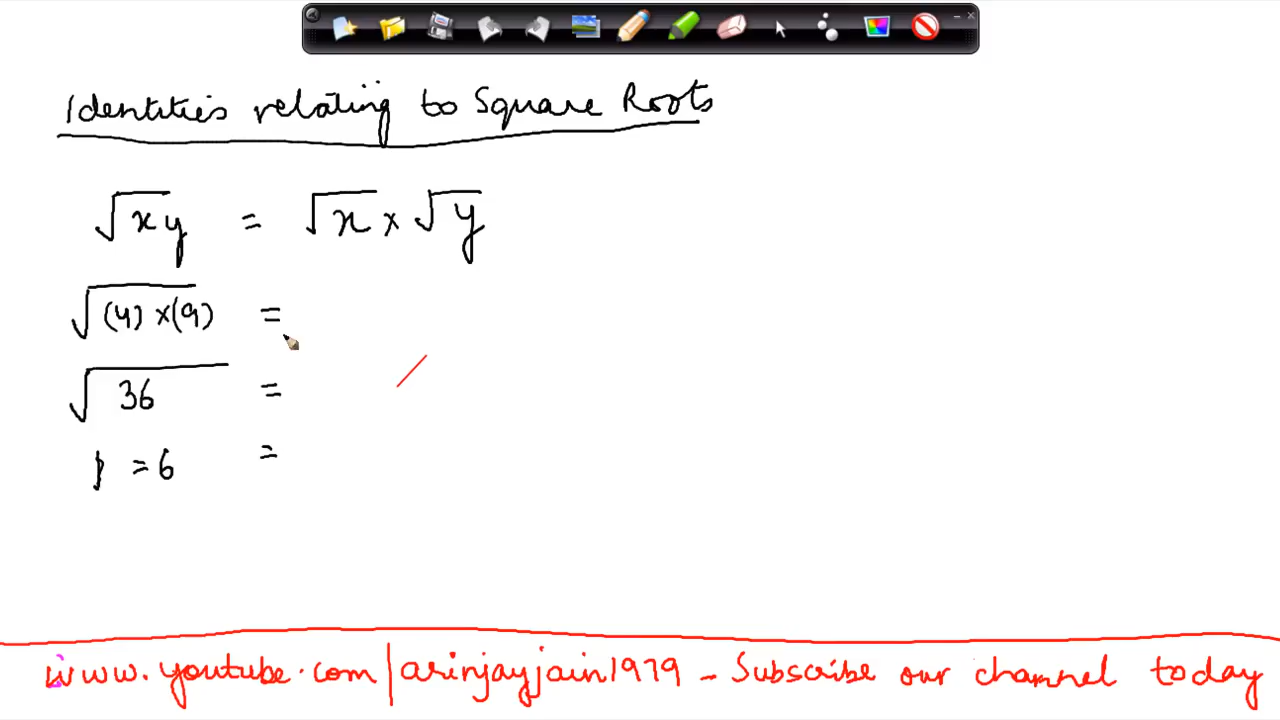 Identities relating to Square Roots
√xy = √x × √y
√(4) × (9) =
√36 =
= 6 =
www.youtube.com/arinjayjain1979 - Subscribe our channel today